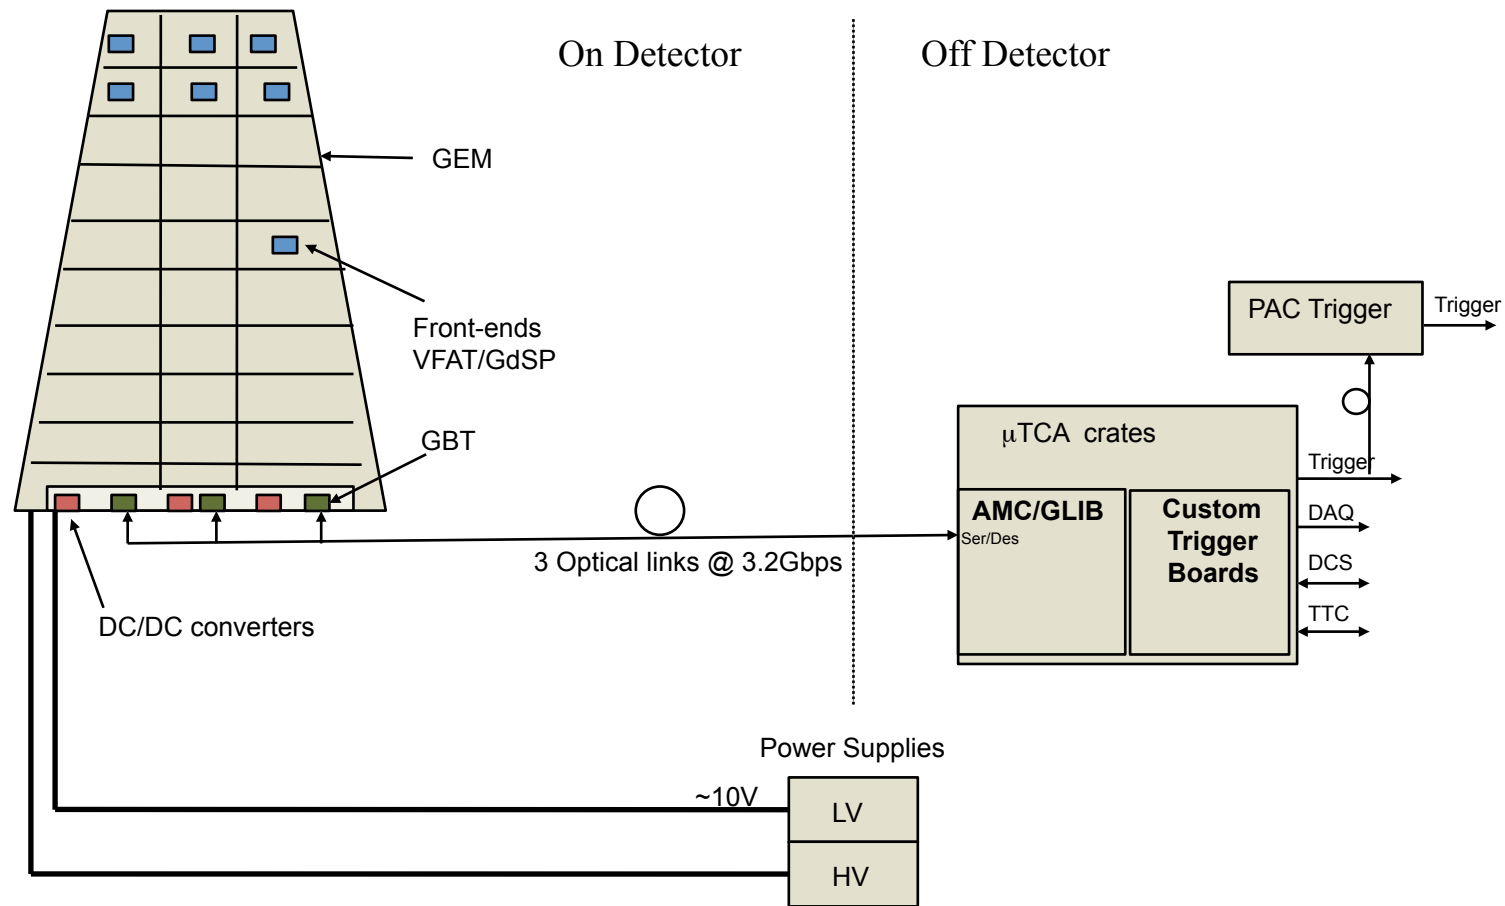 On Detector
Off Detector
GEM
Front-ends
VFAT/GdSP
GBT
DC/DC converters
3 Optical links @ 3.2Gbps
PAC Trigger
Trigger
μTCA crates
Trigger
AMC/GLIB
Ser/Des
Custom
Trigger
Boards
DAQ
DCS
TTC
Power Supplies
~10V
LV
HV